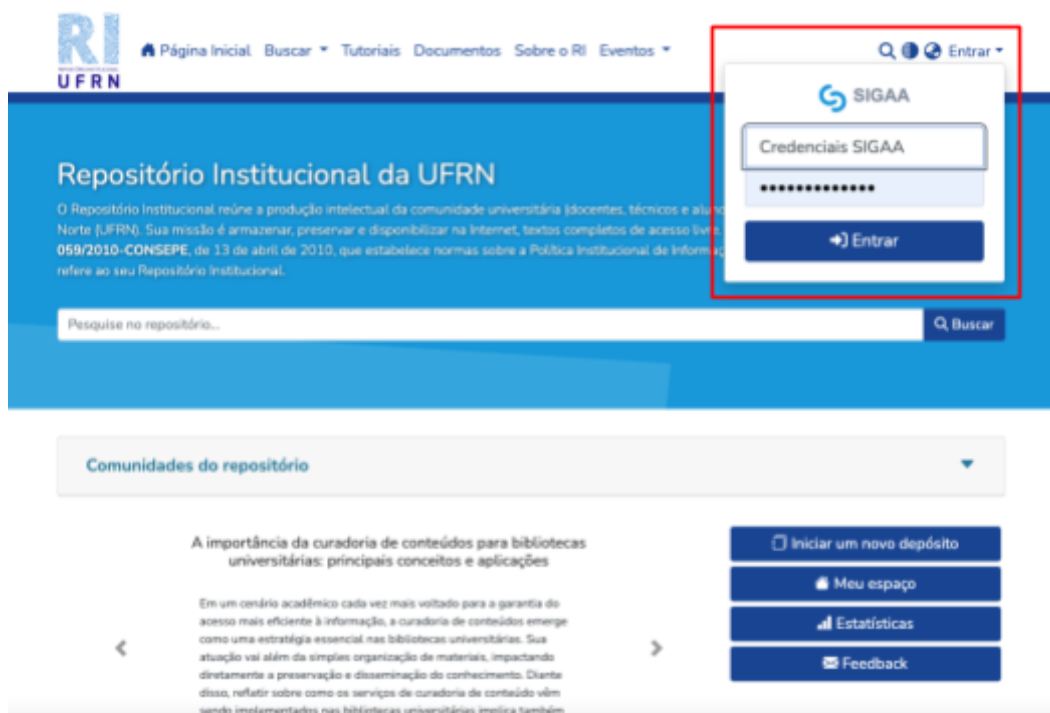 RI
UFRN
Página Inicial Buscar Tutoriais Documentos Sobre o RI Eventos
Entrar
SIGAA
Credenciais SIGAA
•••••••••••••
Entrar
Repositório Institucional da UFRN
O Repositório Institucional reúne a produção intelectual da comunidade universitária (docentes, técnicos e
Norte (UFRN). Sua missão é armazenar, preservar e disponibilizar na Internet, textos completos de acesso livre.
059/2010-CONSEPE, de 13 de abril de 2010, que estabelece normas sobre a Política Institucional de
refere ao seu Repositório Institucional.
Pesquise no repositório...
Buscar
Comunidades do repositório
A importância da curadoria de conteúdos para bibliotecas
universitárias: principais conceitos e aplicações
Em um cenário acadêmico cada vez mais voltado para a garantia do
acesso mais eficiente à informação, a curadoria de conteúdos emerge
como uma estratégia essencial nas bibliotecas universitárias. Sua
atuação vai além da simples organização de materiais, impactando
diretamente a preservação e disseminação do conhecimento. Diante
disso, refletir sobre como os serviços de curadoria de conteúdo vêm
sendo implementados nas bibliotecas universitárias implica também
Iniciar um novo depósito
Meu espaço
Estatísticas
Feedback